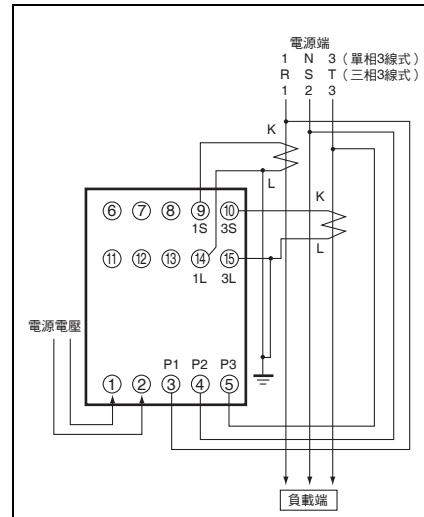 電源端
1 N 3 (單相3線式)
R S T (三相3線式)
1 2 3
K
L
K
L
⑥ ⑦ ⑧ ⑨ ⑩
1S 3S
⑪ ⑫ ⑬ ⑭ ⑮
1L 3L
電源電壓
P1 P2 P3
① ② ③ ④ ⑤
負載端